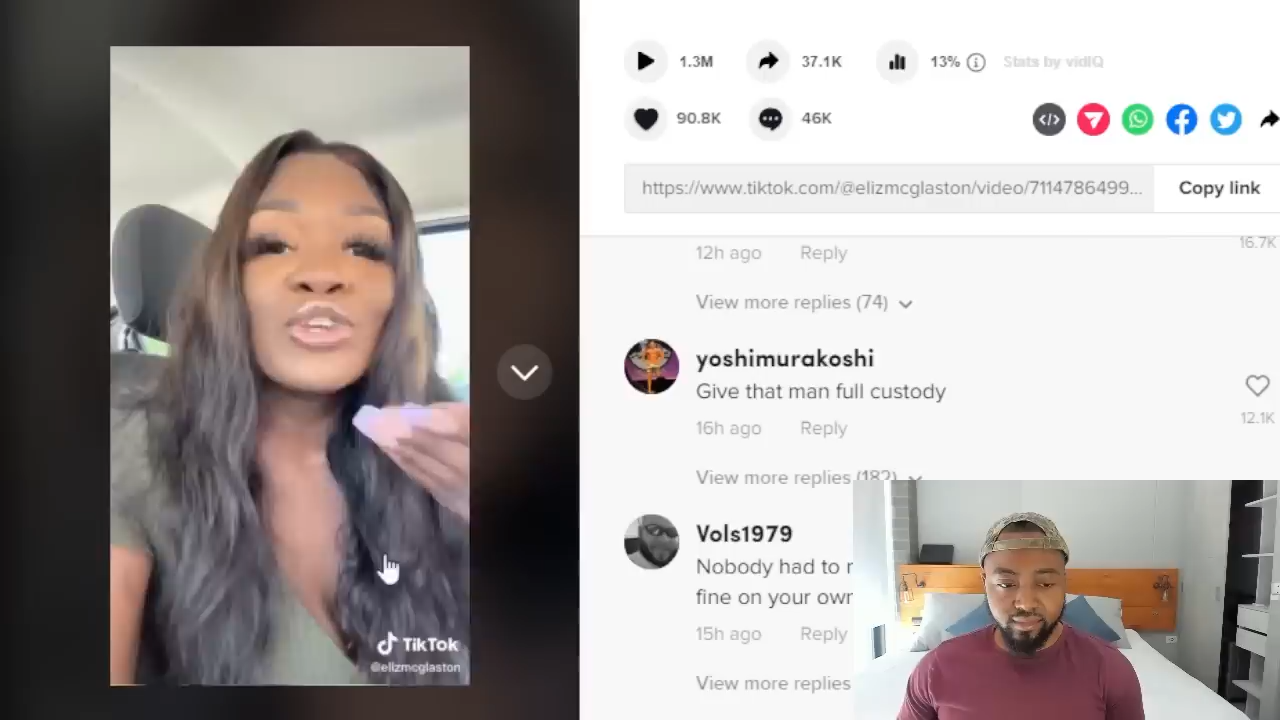 1.3M
37.1K
13%
Stats by vidIQ
90.8K
46K
https://www.tiktok.com/@elizmcglaston/video/7114786499...
Copy link
12h ago
Reply
16.7K
View more replies (74)
yoshimurakoshi
Give that man full custody
16h ago
Reply
12.1K
View more replies (182)
Vols1979
Nobody had to
fine on your own
15h ago
Reply
View more replies
TikTok
@elizmcglaston